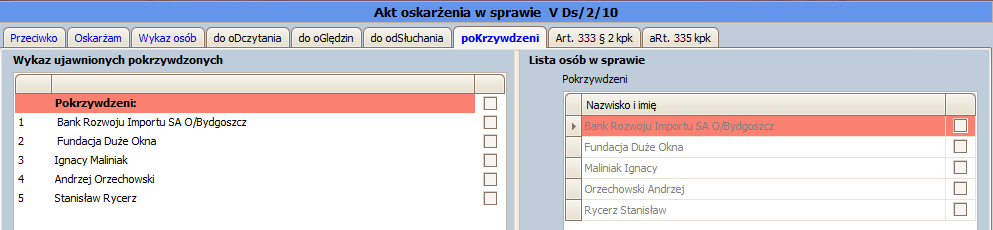 Akt oskarżenia w sprawie V Ds/2/10
Przeciwko Oskarżam Wykaz osób do oDczytania do oGlędzin do odSłuchania poKrzywdzeni Art. 333 § 2 kpk aRt. 335 kpk
Wykaz ujawnionych pokrzywdzonych
Pokrzywdzeni:
1 Bank Rozwoju Importu SA O/Bydgoszcz
2 Fundacja Duże Okna
3 Ignacy Maliniak
4 Andrzej Orzechowski
5 Stanisław Rycerz
Lista osób w sprawie
Pokrzywdzeni
Nazwisko i imię
Bank Rozwoju Importu SA O/Bydgoszcz
Fundacja Duże Okna
Maliniak Ignacy
Orzechowski Andrzej
Rycerz Stanisław